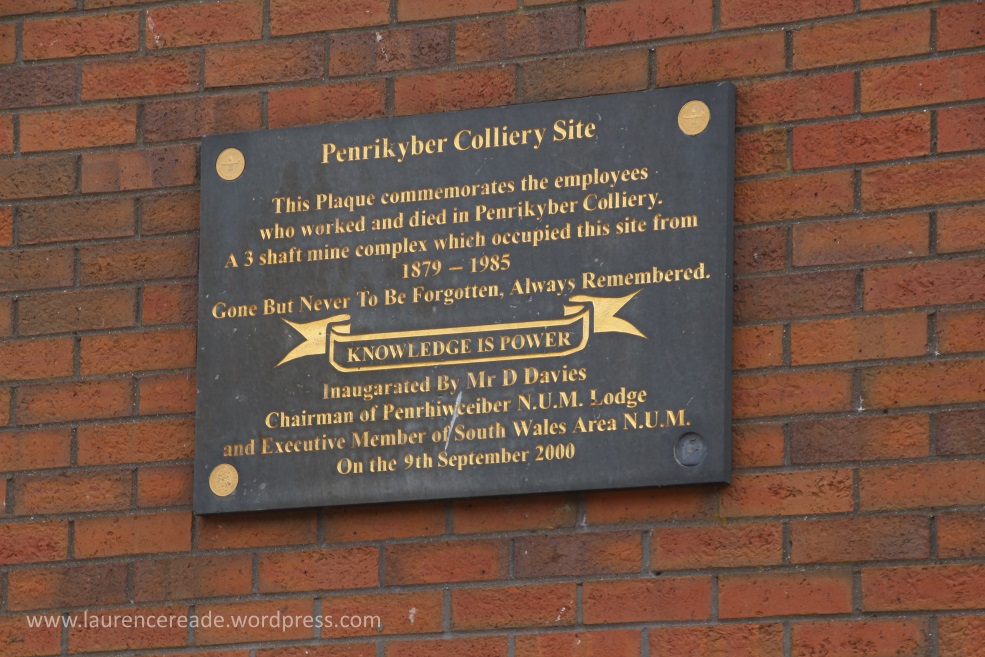 Penrikyber Colliery Site
This Plaque commemorates the employees
who worked and died in Penrikyber Colliery.
A 3 shaft mine complex which occupied this site from
1879 – 1985
Gone But Never To Be Forgotten, Always Remembered.
KNOWLEDGE IS POWER
Inaugarated By Mr D Davies
Chairman of Penrhiwceiber N.U.M. Lodge
and Executive Member of South Wales Area N.U.M.
On the 9th September 2000
www.laurencereade.wordpress.com